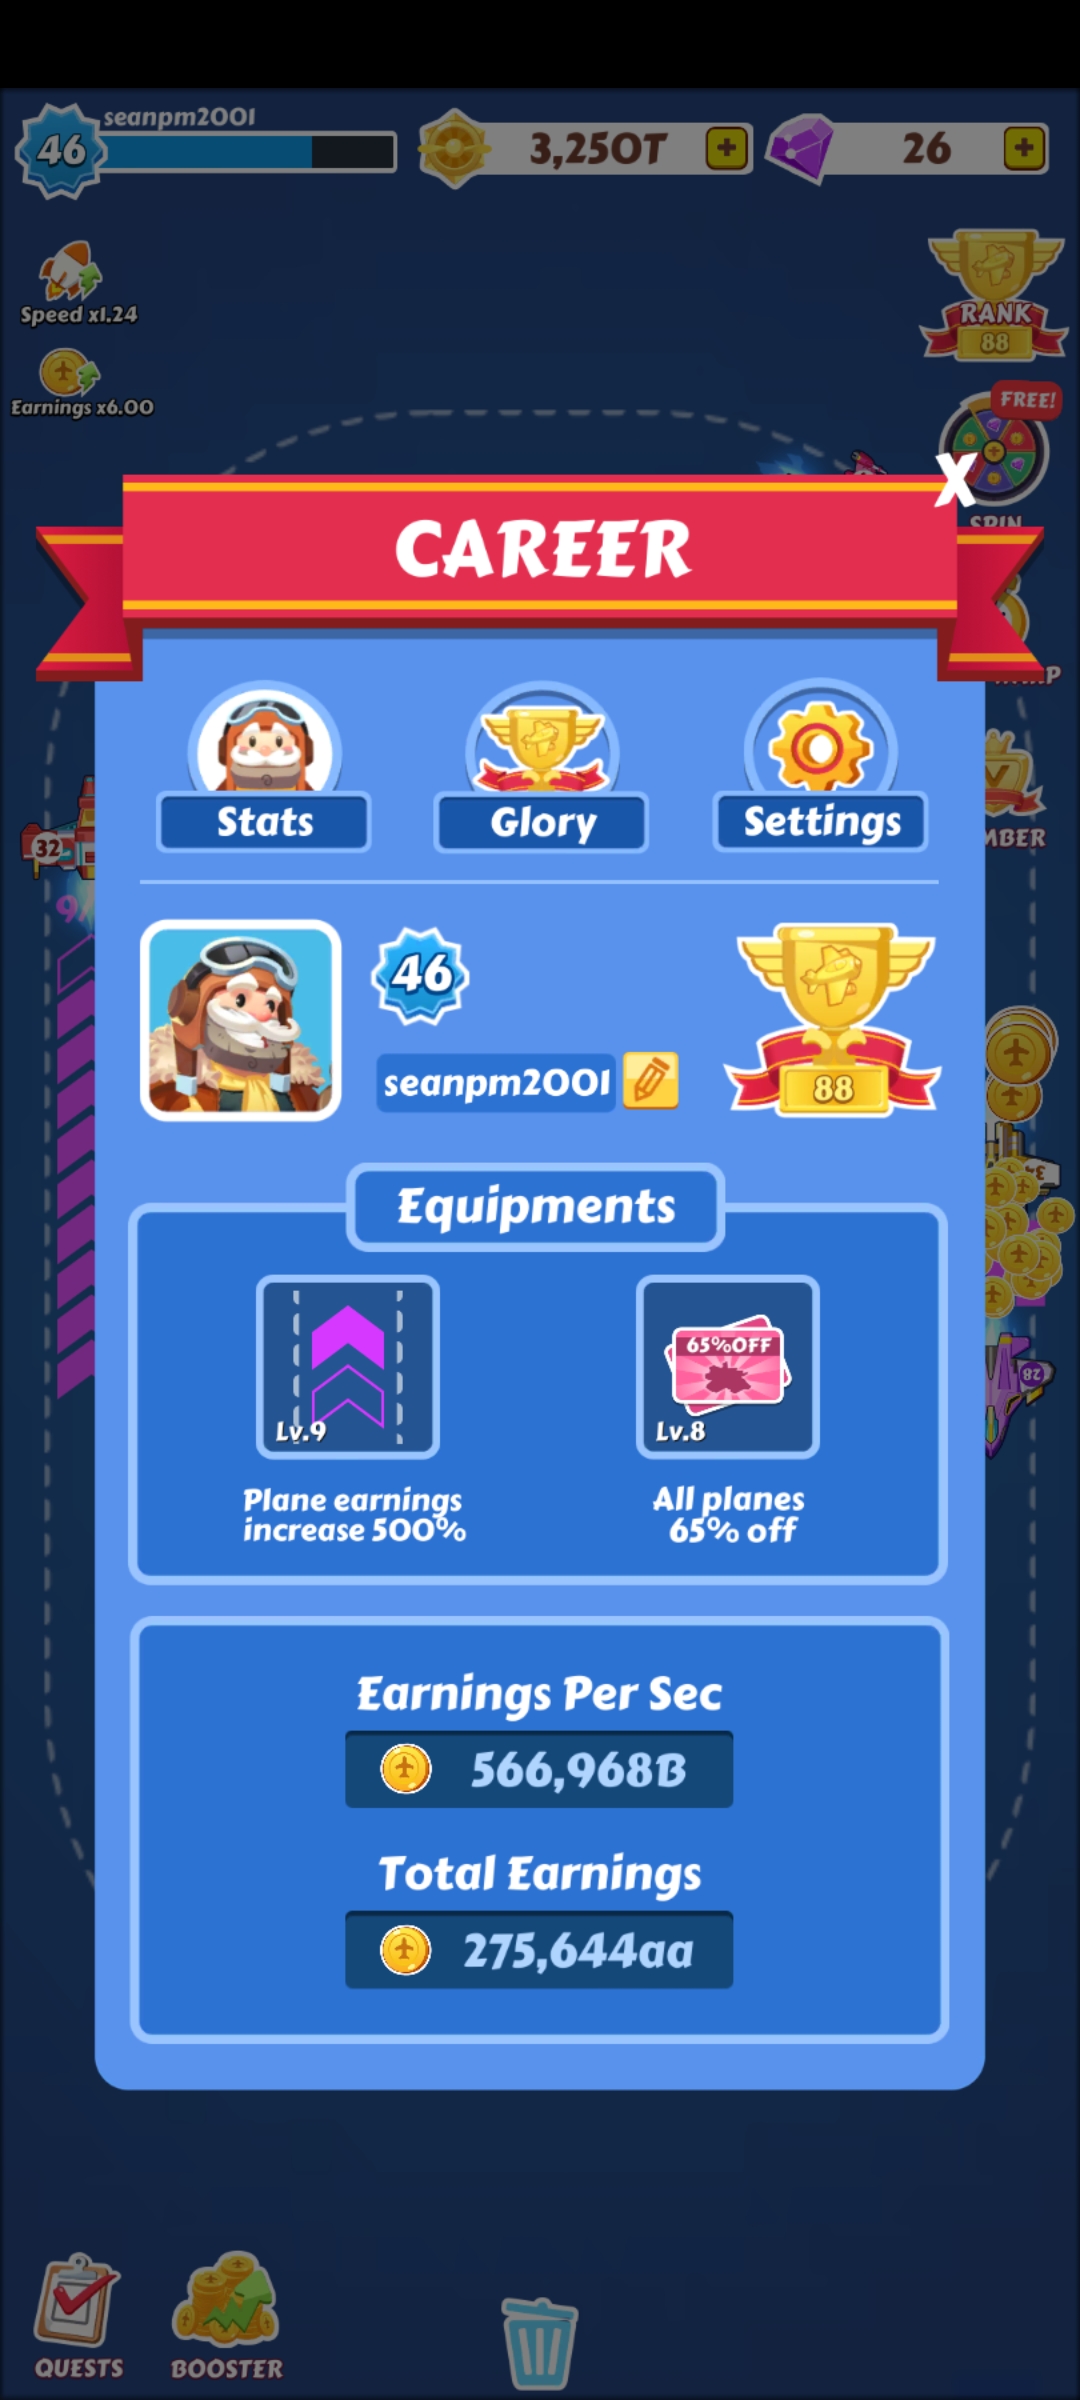 seanpm2001
46
3,250T
26
Speed x1.24
Earnings x6.00
RANK
88
FREE!
SPIN
CAREER
X
Stats
Glory
Settings
32
46
seanpm2001
88
Equipments
65%OFF
Lv.9
Lv.8
Plane earnings
increase 500%
All planes
65% off
28
Earnings Per Sec
566,968B
Total Earnings
275,644aa
QUESTS
BOOSTER